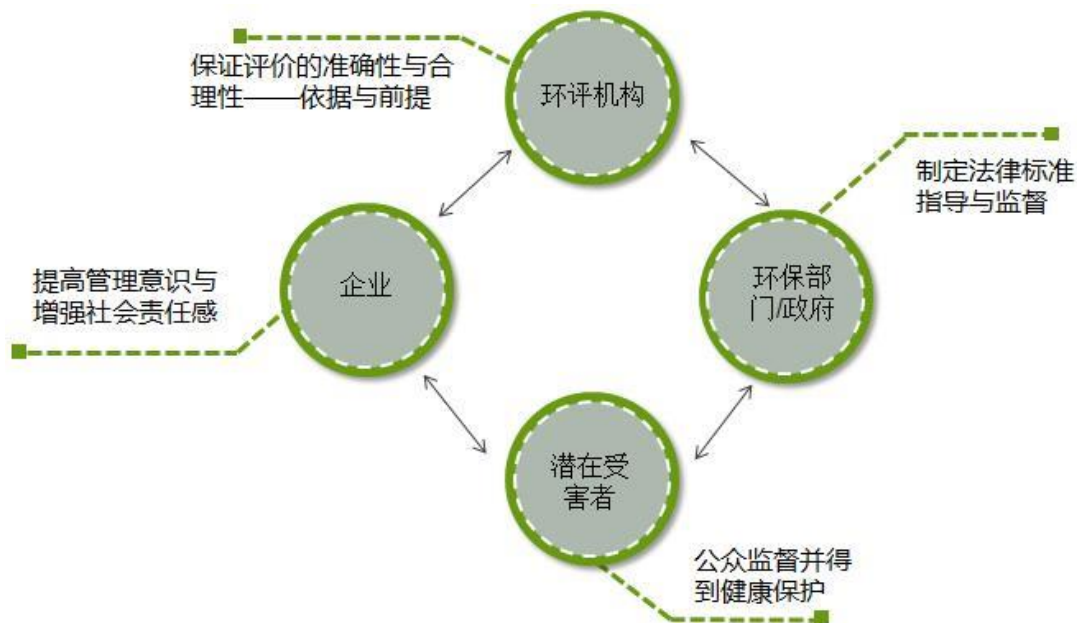 保证评价的准确性与合
理性——依据与前提
环评机构
制定法律标准
指导与监督
提高管理意识与
增强社会责任感
企业
环保部
门/政府
潜在受
害者
公众监督并得
到健康保护